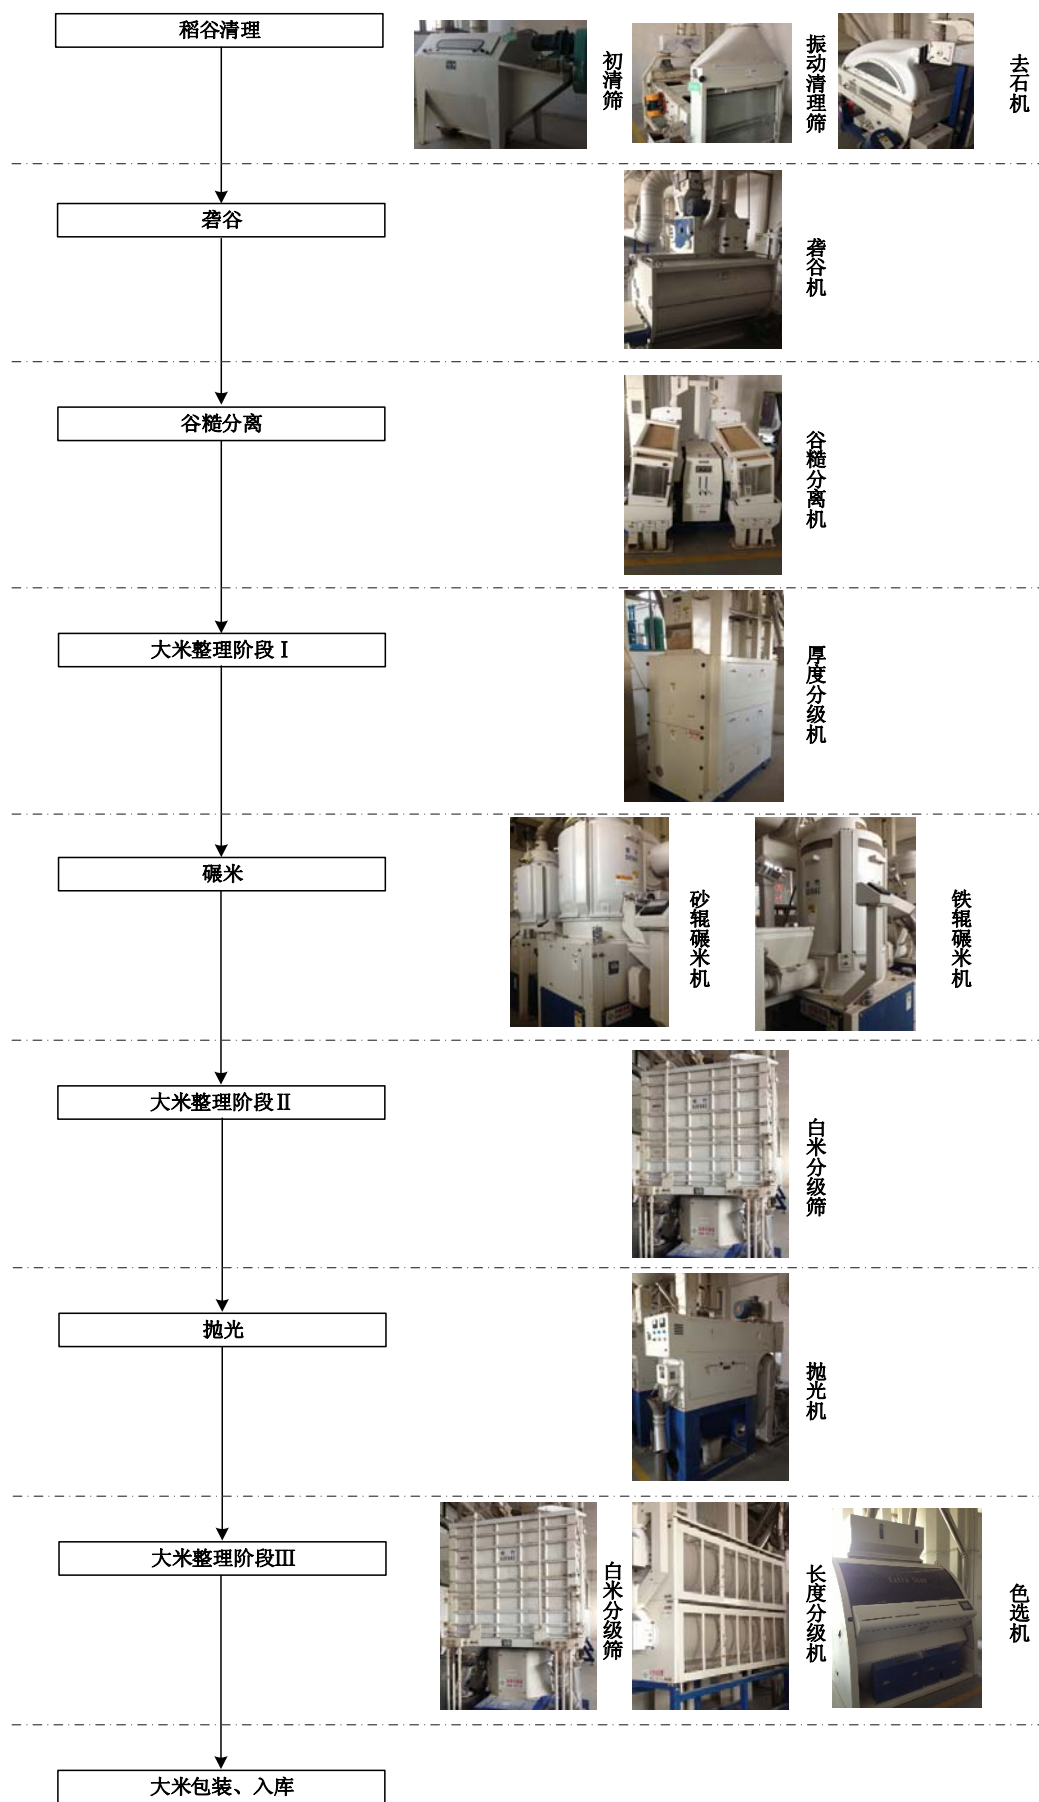 稻谷清理
初清筛
振动清理筛
去石机
砻谷
砻谷机
谷糙分离
谷糙分离机
大米整理阶段Ⅰ
厚度分级机
碾米
砂辊碾米机
铁辊碾米机
大米整理阶段Ⅱ
白米分级筛
抛光
抛光机
大米整理阶段Ⅲ
白米分级筛
长度分级机
色选机
大米包装、入库